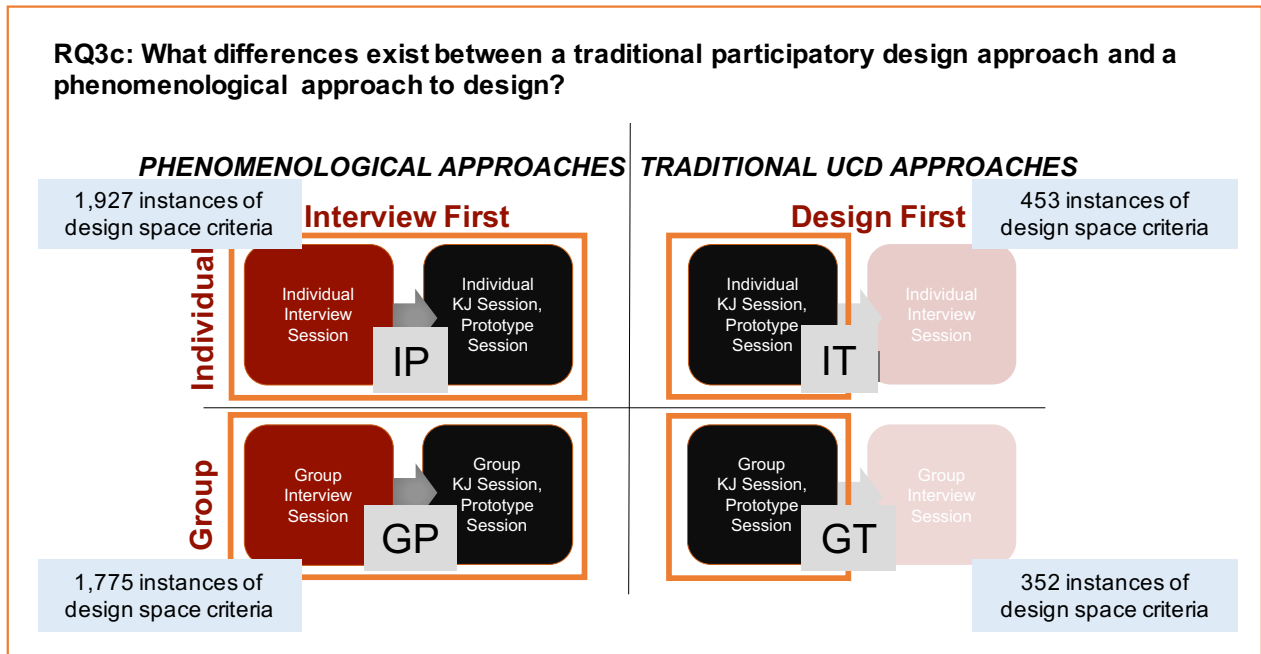 RQ3c: What differences exist between a traditional participatory design approach and a
phenomenological approach to design?
PHENOMENOLOGICAL APPROACHES
TRADITIONAL UCD APPROACHES
1,927 instances of
design space criteria
Interview First
Design First
453 instances of
design space criteria
Individual
Individual
Interview
Session
IP
Individual
KJ Session,
Prototype
Session
Individual
KJ Session,
Prototype
Session
IT
Individual
Interview
Session
Group
Group
Interview
Session
GP
Group
KJ Session,
Prototype
Session
Group
KJ Session,
Prototype
Session
GT
Group
Interview
Session
1,775 instances of
design space criteria
352 instances of
design space criteria